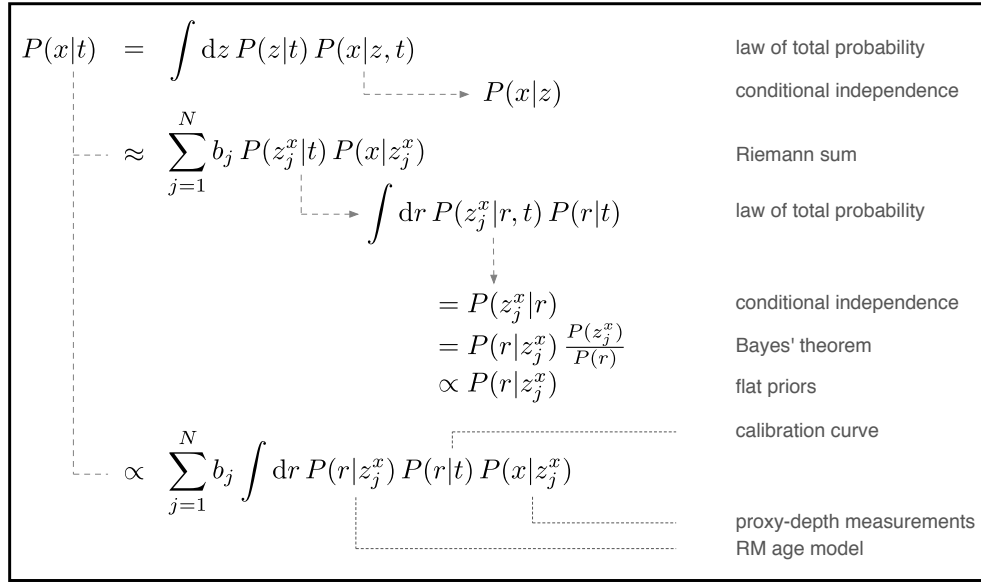 P(x|t) = ∫ dz P(z|t) P(x|z, t) law of total probability
P(x|z) conditional independence
≈ ∑_{j=1}^{N} b_j P(z_j^x|t) P(x|z_j^x) Riemann sum
∫ dr P(z_j^x|r, t) P(r|t) law of total probability
= P(z_j^x|r) conditional independence
= P(r|z_j^x) \frac{P(z_j^x)}{P(r)} Bayes' theorem
∝ P(r|z_j^x) flat priors
calibration curve
∝ ∑_{j=1}^{N} b_j ∫ dr P(r|z_j^x) P(r|t) P(x|z_j^x)
proxy-depth measurements
RM age model